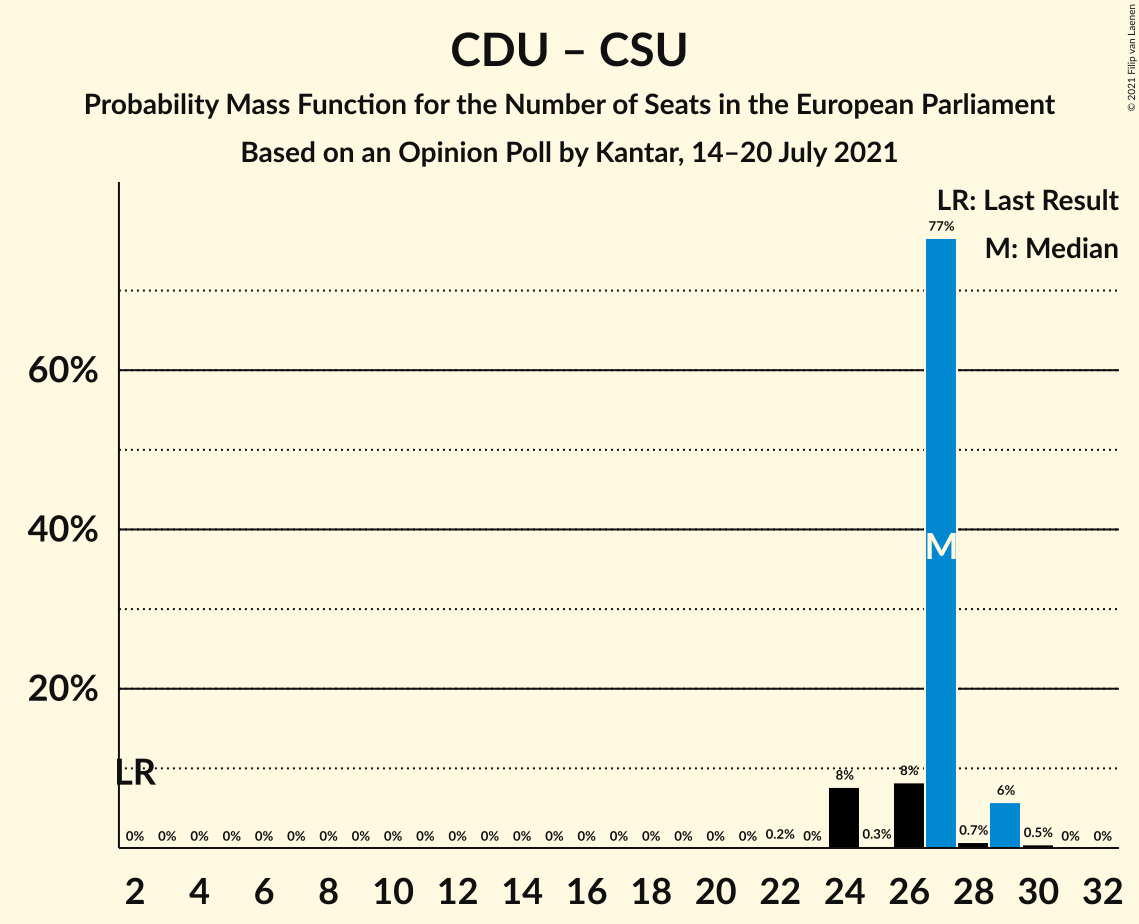 CDU – CSU
Probability Mass Function for the Number of Seats in the European Parliament
Based on an Opinion Poll by Kantar, 14–20 July 2021
© 2021 Filip van Laenen
LR: Last Result
M: Median
77%
60%
40%
M
20%
LR
0% 0% 0% 0% 0% 0% 0% 0% 0% 0% 0% 0% 0% 0% 0% 0% 0% 0% 0% 0% 0.2% 0% 8% 0.3% 8% 0.7% 6% 0.5% 0% 0%
2 4 6 8 10 12 14 16 18 20 22 24 26 28 30 32